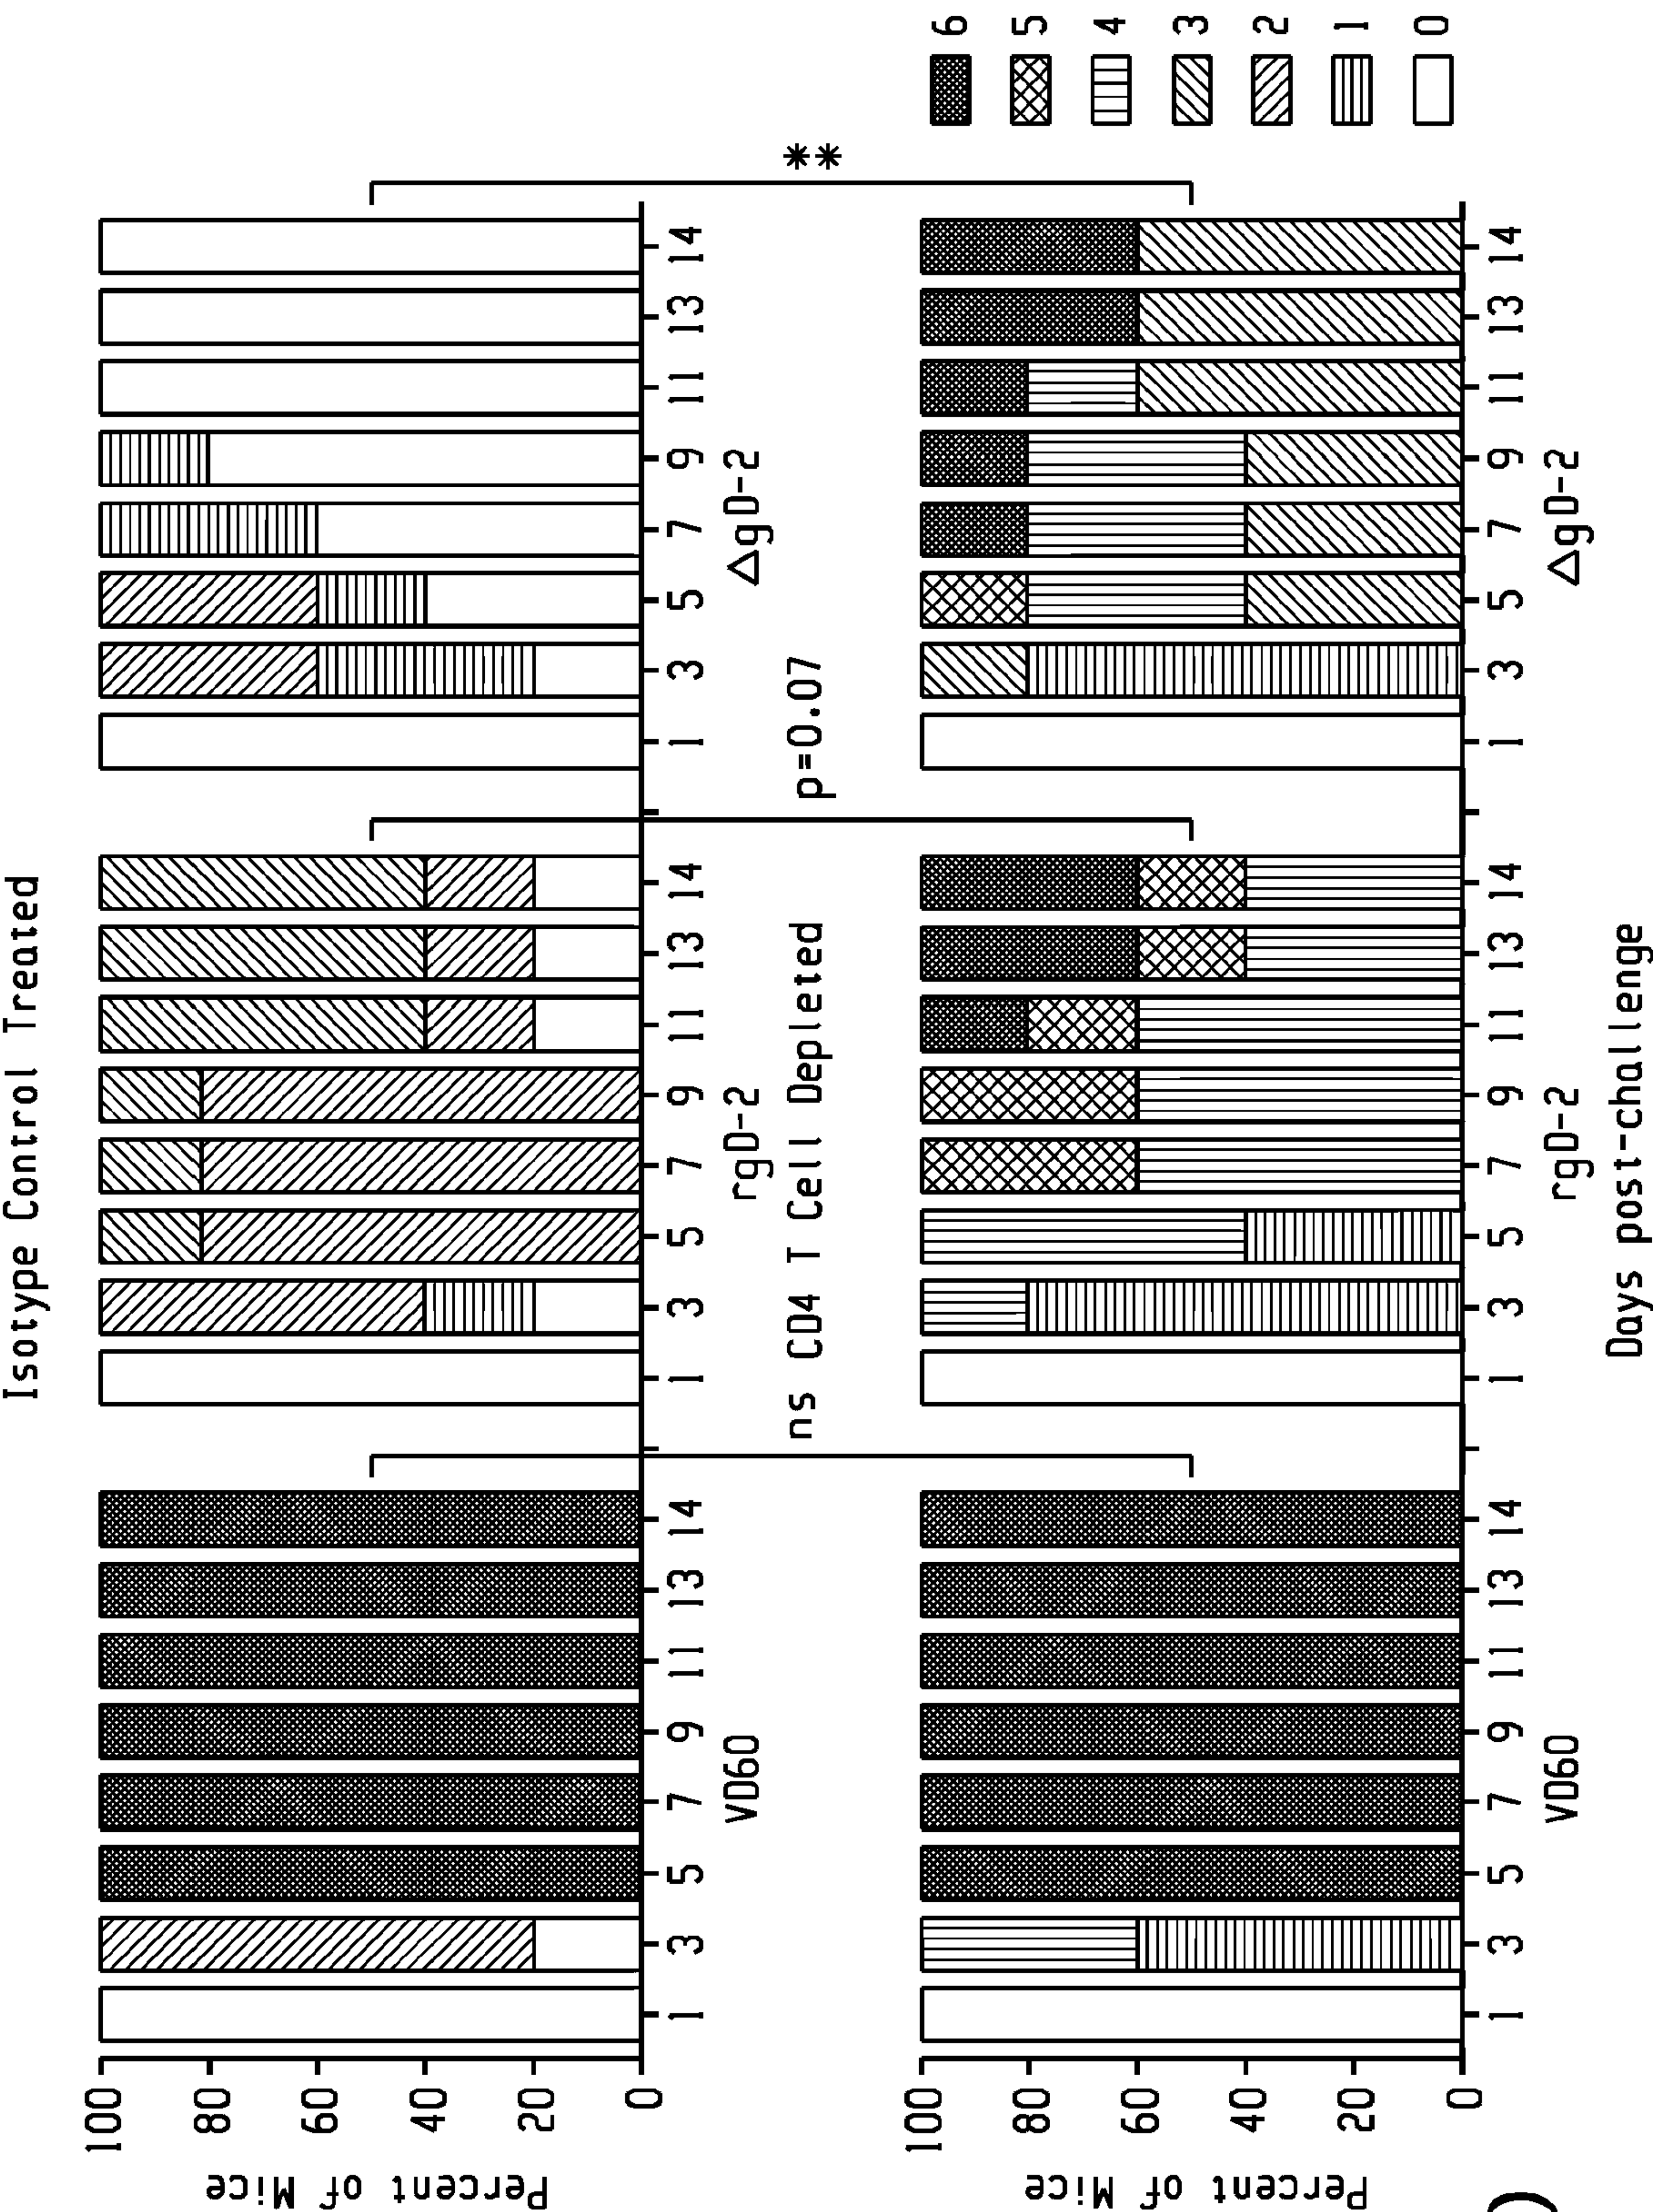 Isotype Control Treated
Percent of Mice
100
80
60
40
20
0
1 3 5 7 9 11 13 14 1 3 5 7 9 11 13 14 1 3 5 7 9 11 13 14
VD60 rgD-2 △gD-2
ns CD4 T Cell Depleted p=0.07 **
Percent of Mice
100
80
60
40
20
0
1 3 5 7 9 11 13 14 1 3 5 7 9 11 13 14 1 3 5 7 9 11 13 14
VD60 rgD-2 △gD-2
Days post-challenge
6
5
4
3
2
1
0